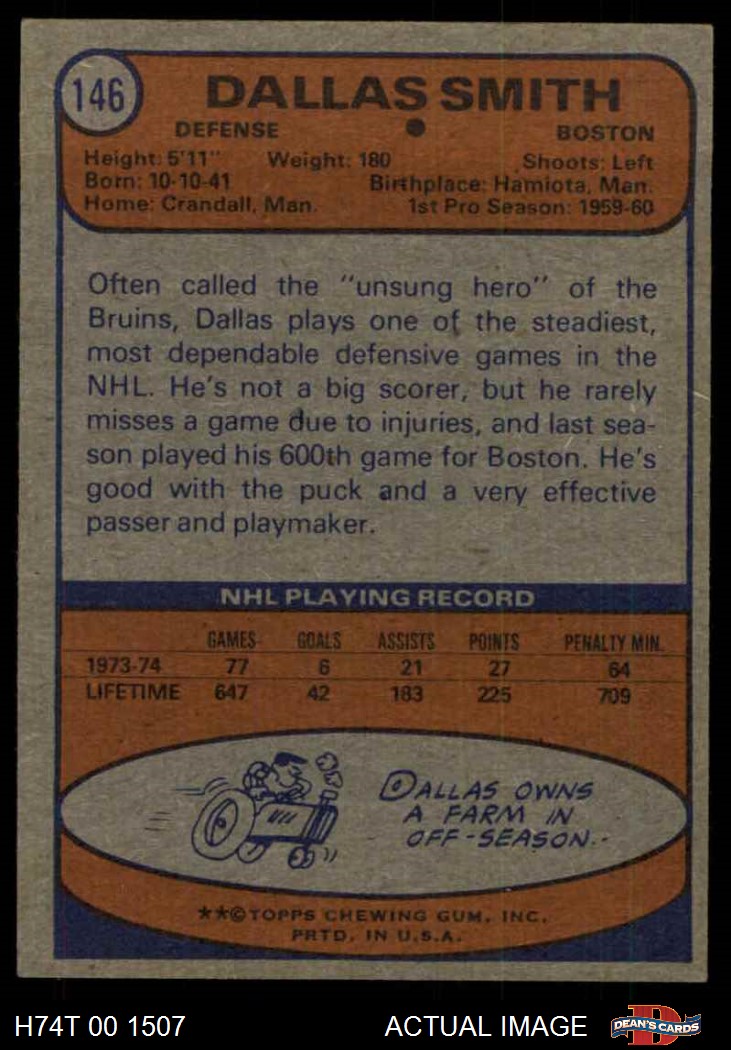 146
DALLAS SMITH
DEFENSE BOSTON
Height: 5'11" Weight: 180 Shoots: Left
Born: 10-10-41 Birthplace: Hamiota, Man.
Home: Crandall, Man. 1st Pro Season: 1959-60
Often called the "unsung hero" of the
Bruins, Dallas plays one of the steadiest,
most dependable defensive games in the
NHL. He's not a big scorer, but he rarely
misses a game due to injuries, and last sea-
son played his 600th game for Boston. He's
good with the puck and a very effective
passer and playmaker.
NHL PLAYING RECORD
GAMES GOALS ASSISTS POINTS PENALTY MIN.
1973-74 77 6 21 27 64
LIFETIME 647 42 183 225 709
DALLAS OWNS
A FARM IN
OFF-SEASON.
**©TOPPS CHEWING GUM, INC.
PRTD. IN U.S.A.
H74T 00 1507 ACTUAL IMAGE D DEAN'S CARDS